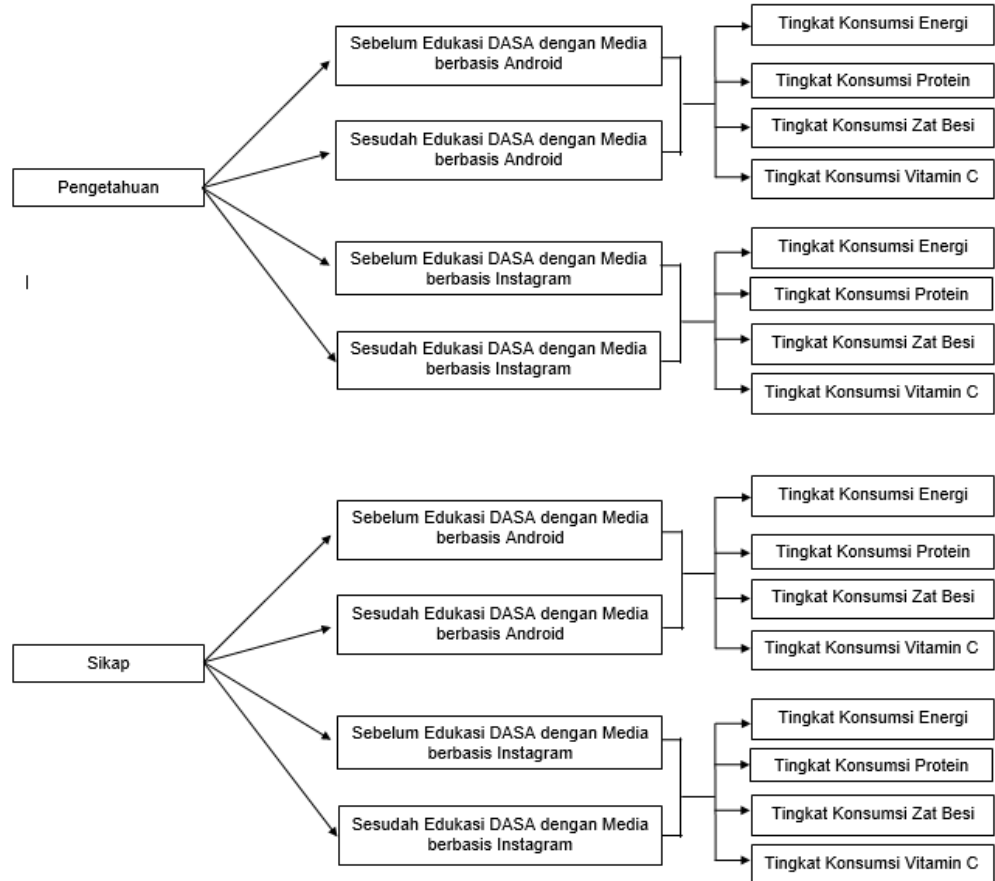 Pengetahuan
Sebelum Edukasi DASA dengan Media
berbasis Android
Sesudah Edukasi DASA dengan Media
berbasis Android
Tingkat Konsumsi Energi
Tingkat Konsumsi Protein
Tingkat Konsumsi Zat Besi
Tingkat Konsumsi Vitamin C
Sebelum Edukasi DASA dengan Media
berbasis Instagram
Sesudah Edukasi DASA dengan Media
berbasis Instagram
Tingkat Konsumsi Energi
Tingkat Konsumsi Protein
Tingkat Konsumsi Zat Besi
Tingkat Konsumsi Vitamin C
Sikap
Sebelum Edukasi DASA dengan Media
berbasis Android
Sesudah Edukasi DASA dengan Media
berbasis Android
Tingkat Konsumsi Energi
Tingkat Konsumsi Protein
Tingkat Konsumsi Zat Besi
Tingkat Konsumsi Vitamin C
Sebelum Edukasi DASA dengan Media
berbasis Instagram
Sesudah Edukasi DASA dengan Media
berbasis Instagram
Tingkat Konsumsi Energi
Tingkat Konsumsi Protein
Tingkat Konsumsi Zat Besi
Tingkat Konsumsi Vitamin C